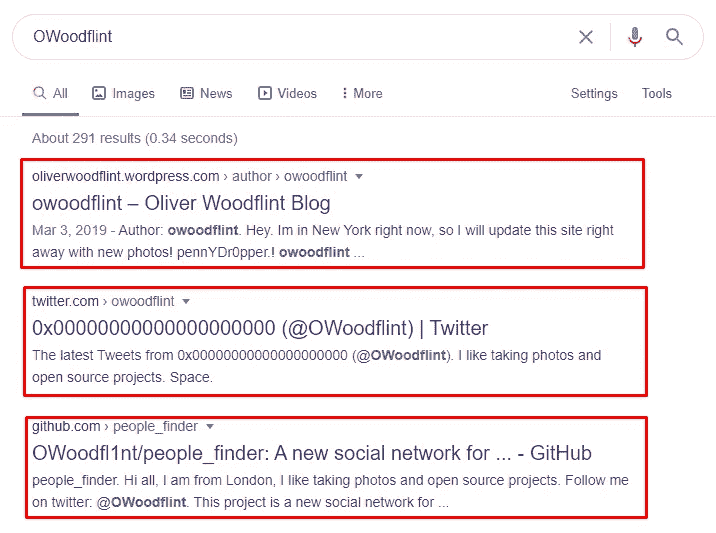 OWoodflint
All Images News Videos More Settings Tools
About 291 results (0.34 seconds)
oliverwoodflint.wordpress.com › author › owoodflint
owoodflint – Oliver Woodflint Blog
Mar 3, 2019 - Author: owoodflint. Hey. Im in New York right now, so I will update this site right
away with new photos! pennYDr0pper.! owoodflint ...
twitter.com › owoodflint
0x00000000000000000000 (@OWoodflint) | Twitter
The latest Tweets from 0x00000000000000000000 (@OWoodflint). I like taking photos and
open source projects. Space.
github.com › people_finder
OWoodfl1nt/people_finder: A new social network for ... - GitHub
people_finder. Hi all, I am from London, I like taking photos and open source projects. Follow me
on twitter: @OWoodflint. This project is a new social network for ...